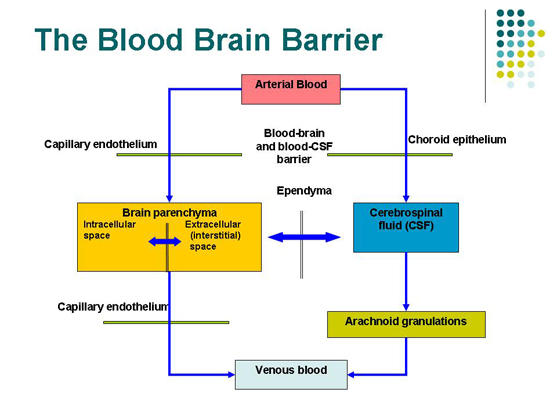 The Blood Brain Barrier
Arterial Blood
Capillary endothelium
Blood-brain
and blood-CSF
barrier
Choroid epithelium
Ependyma
Brain parenchyma
Intracellular
space
Extracellular
(interstitial)
space
Cerebrospinal
fluid (CSF)
Capillary endothelium
Arachnoid granulations
Venous blood